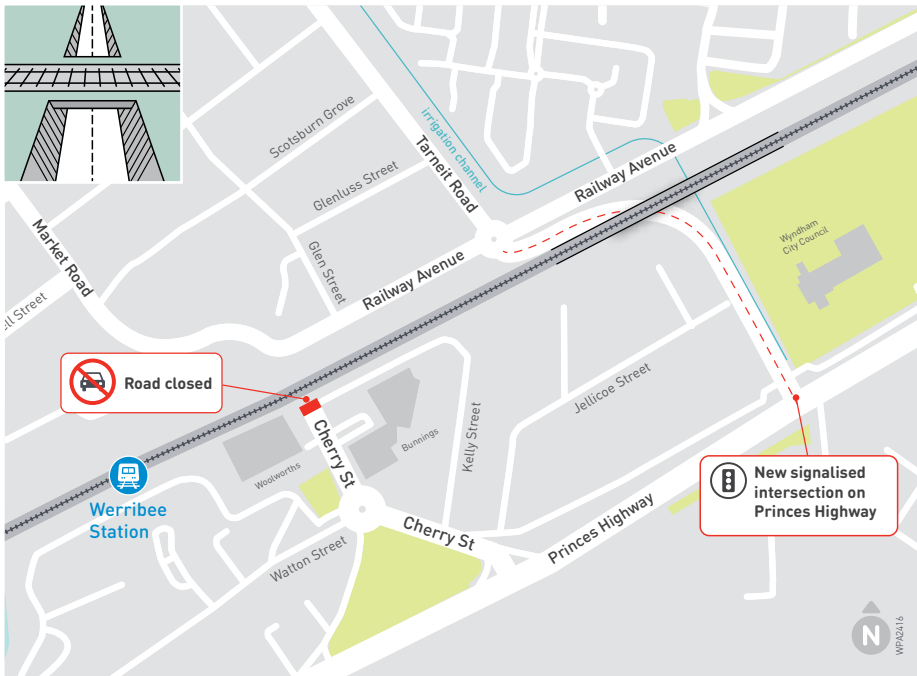 Scotsburn Grove
Glenluss Street
Tarneit Road
irrigation channel
Railway Avenue
Wyndham
City Council
Market Road
Glen Street
Railway Avenue
ell Street
Road closed
Jellicoe Street
Kelly Street
Cherry St
Bunnings
Woolworths
Werribee
Station
New signalised
intersection on
Princes Highway
Princes Highway
Cherry St
Watton Street
N
WPA2416